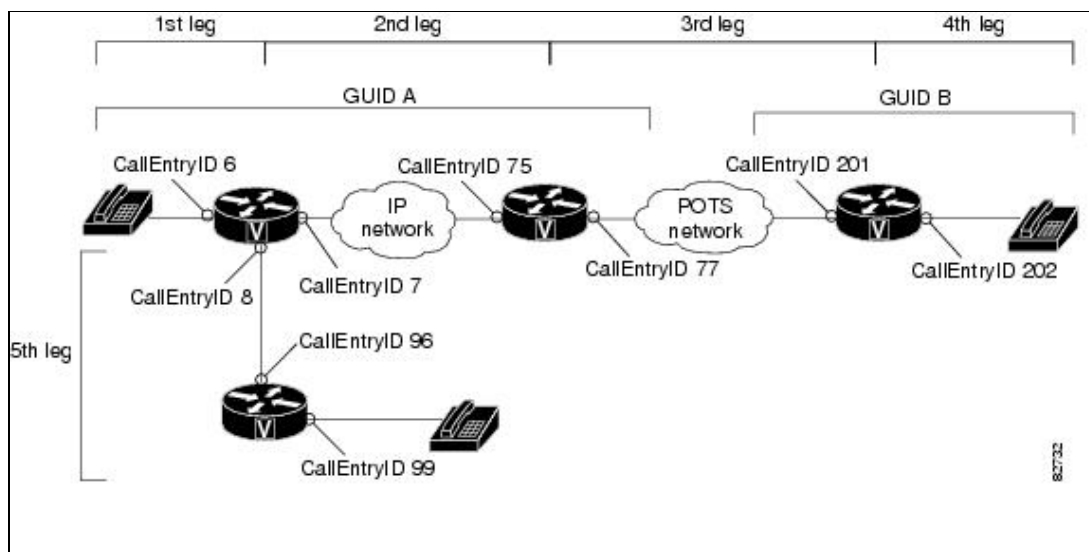 1st leg
2nd leg
3rd leg
4th leg
GUID A
GUID B
CallEntryID 6
CallEntryID 75
CallEntryID 201
IP
network
POTS
network
V
V
V
CallEntryID 8
CallEntryID 7
CallEntryID 77
CallEntryID 202
5th leg
CallEntryID 96
V
CallEntryID 99
82732